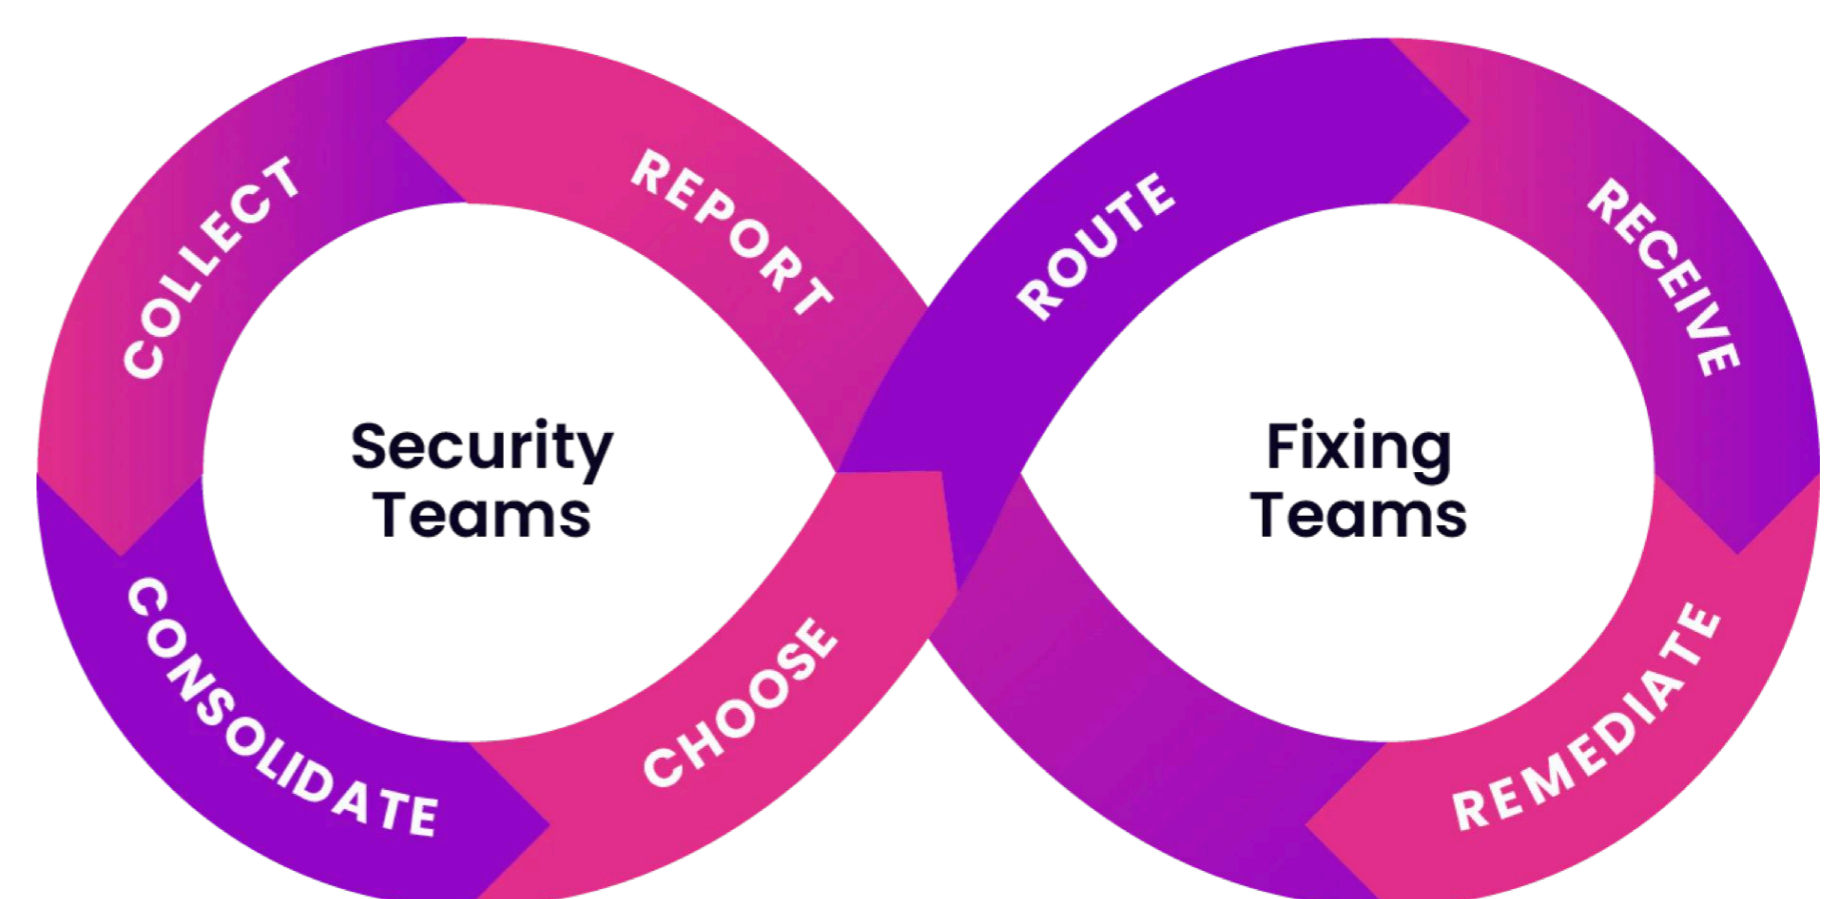 COLLECT
REPORT
ROUTE
RECEIVE
Security
Teams
Fixing
Teams
CONSOLIDATE
CHOOSE
REMEDIATE